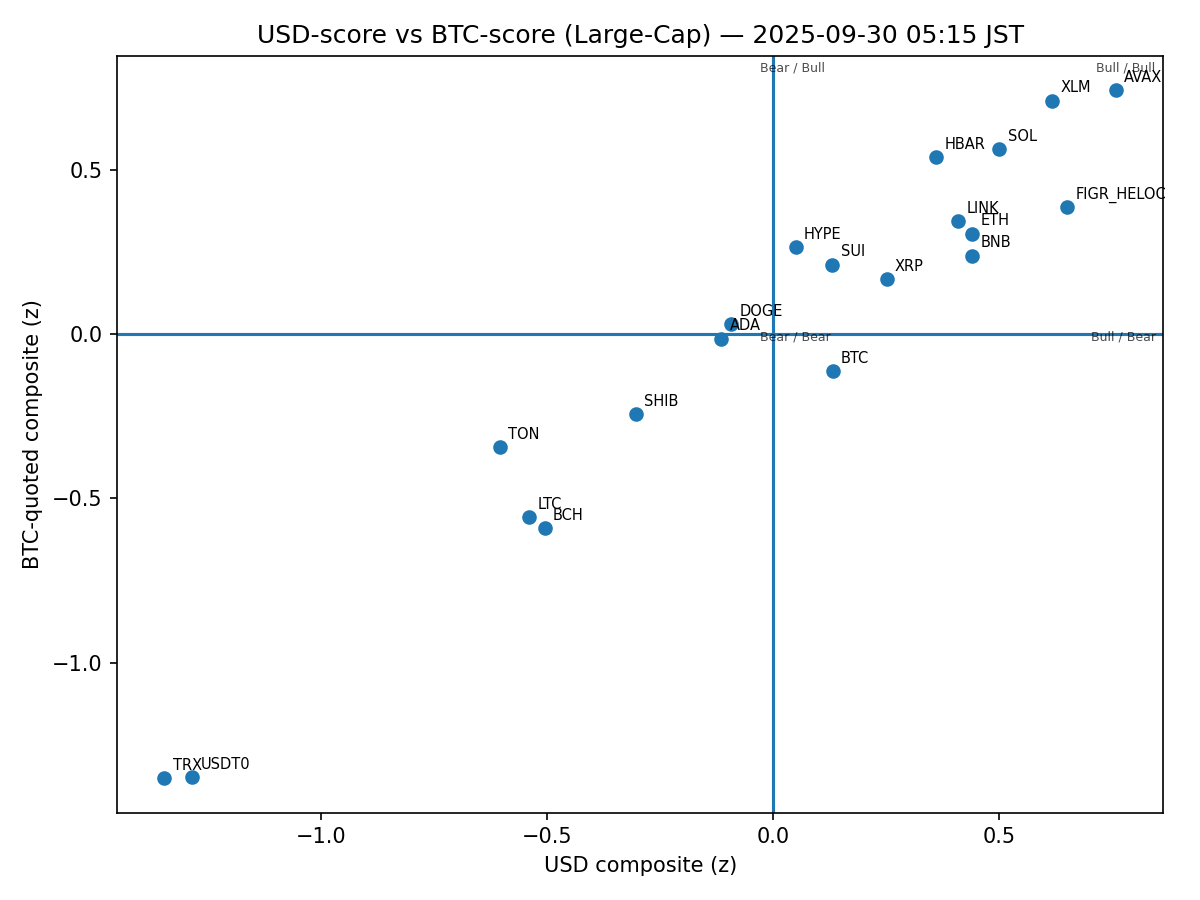 USD-score vs BTC-score (Large-Cap) — 2025-09-30 05:15 JST
Bear / Bull
Bull / Bull
AVAX
XLM
SOL
HBAR
FIGR_HELOC
LINK
ETH
BNB
HYPE
SUI
XRP
DOGE
ADA
Bear / Bear
Bull / Bear
BTC
SHIB
TON
LTC
BCH
TRX
USDT0
0.5
0.0
−0.5
−1.0
BTC-quoted composite (z)
−1.0
−0.5
0.0
0.5
USD composite (z)